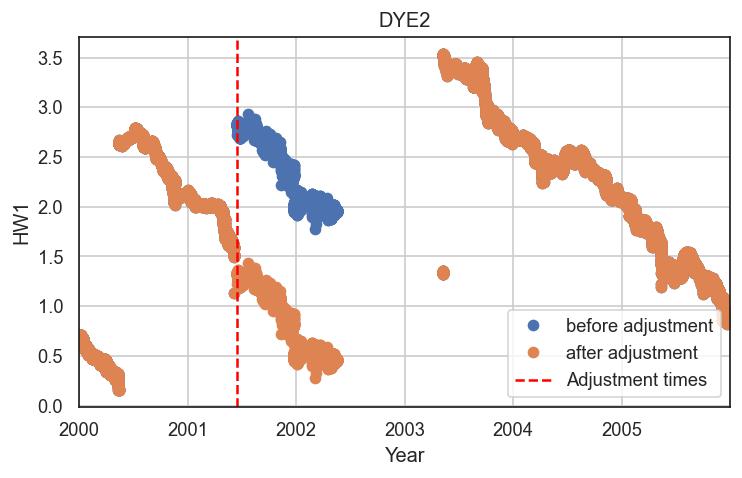 DYE2
HW1
3.5
3.0
2.5
2.0
1.5
1.0
0.5
0.0
before adjustment
after adjustment
Adjustment times
2000 2001 2002 2003 2004 2005
Year